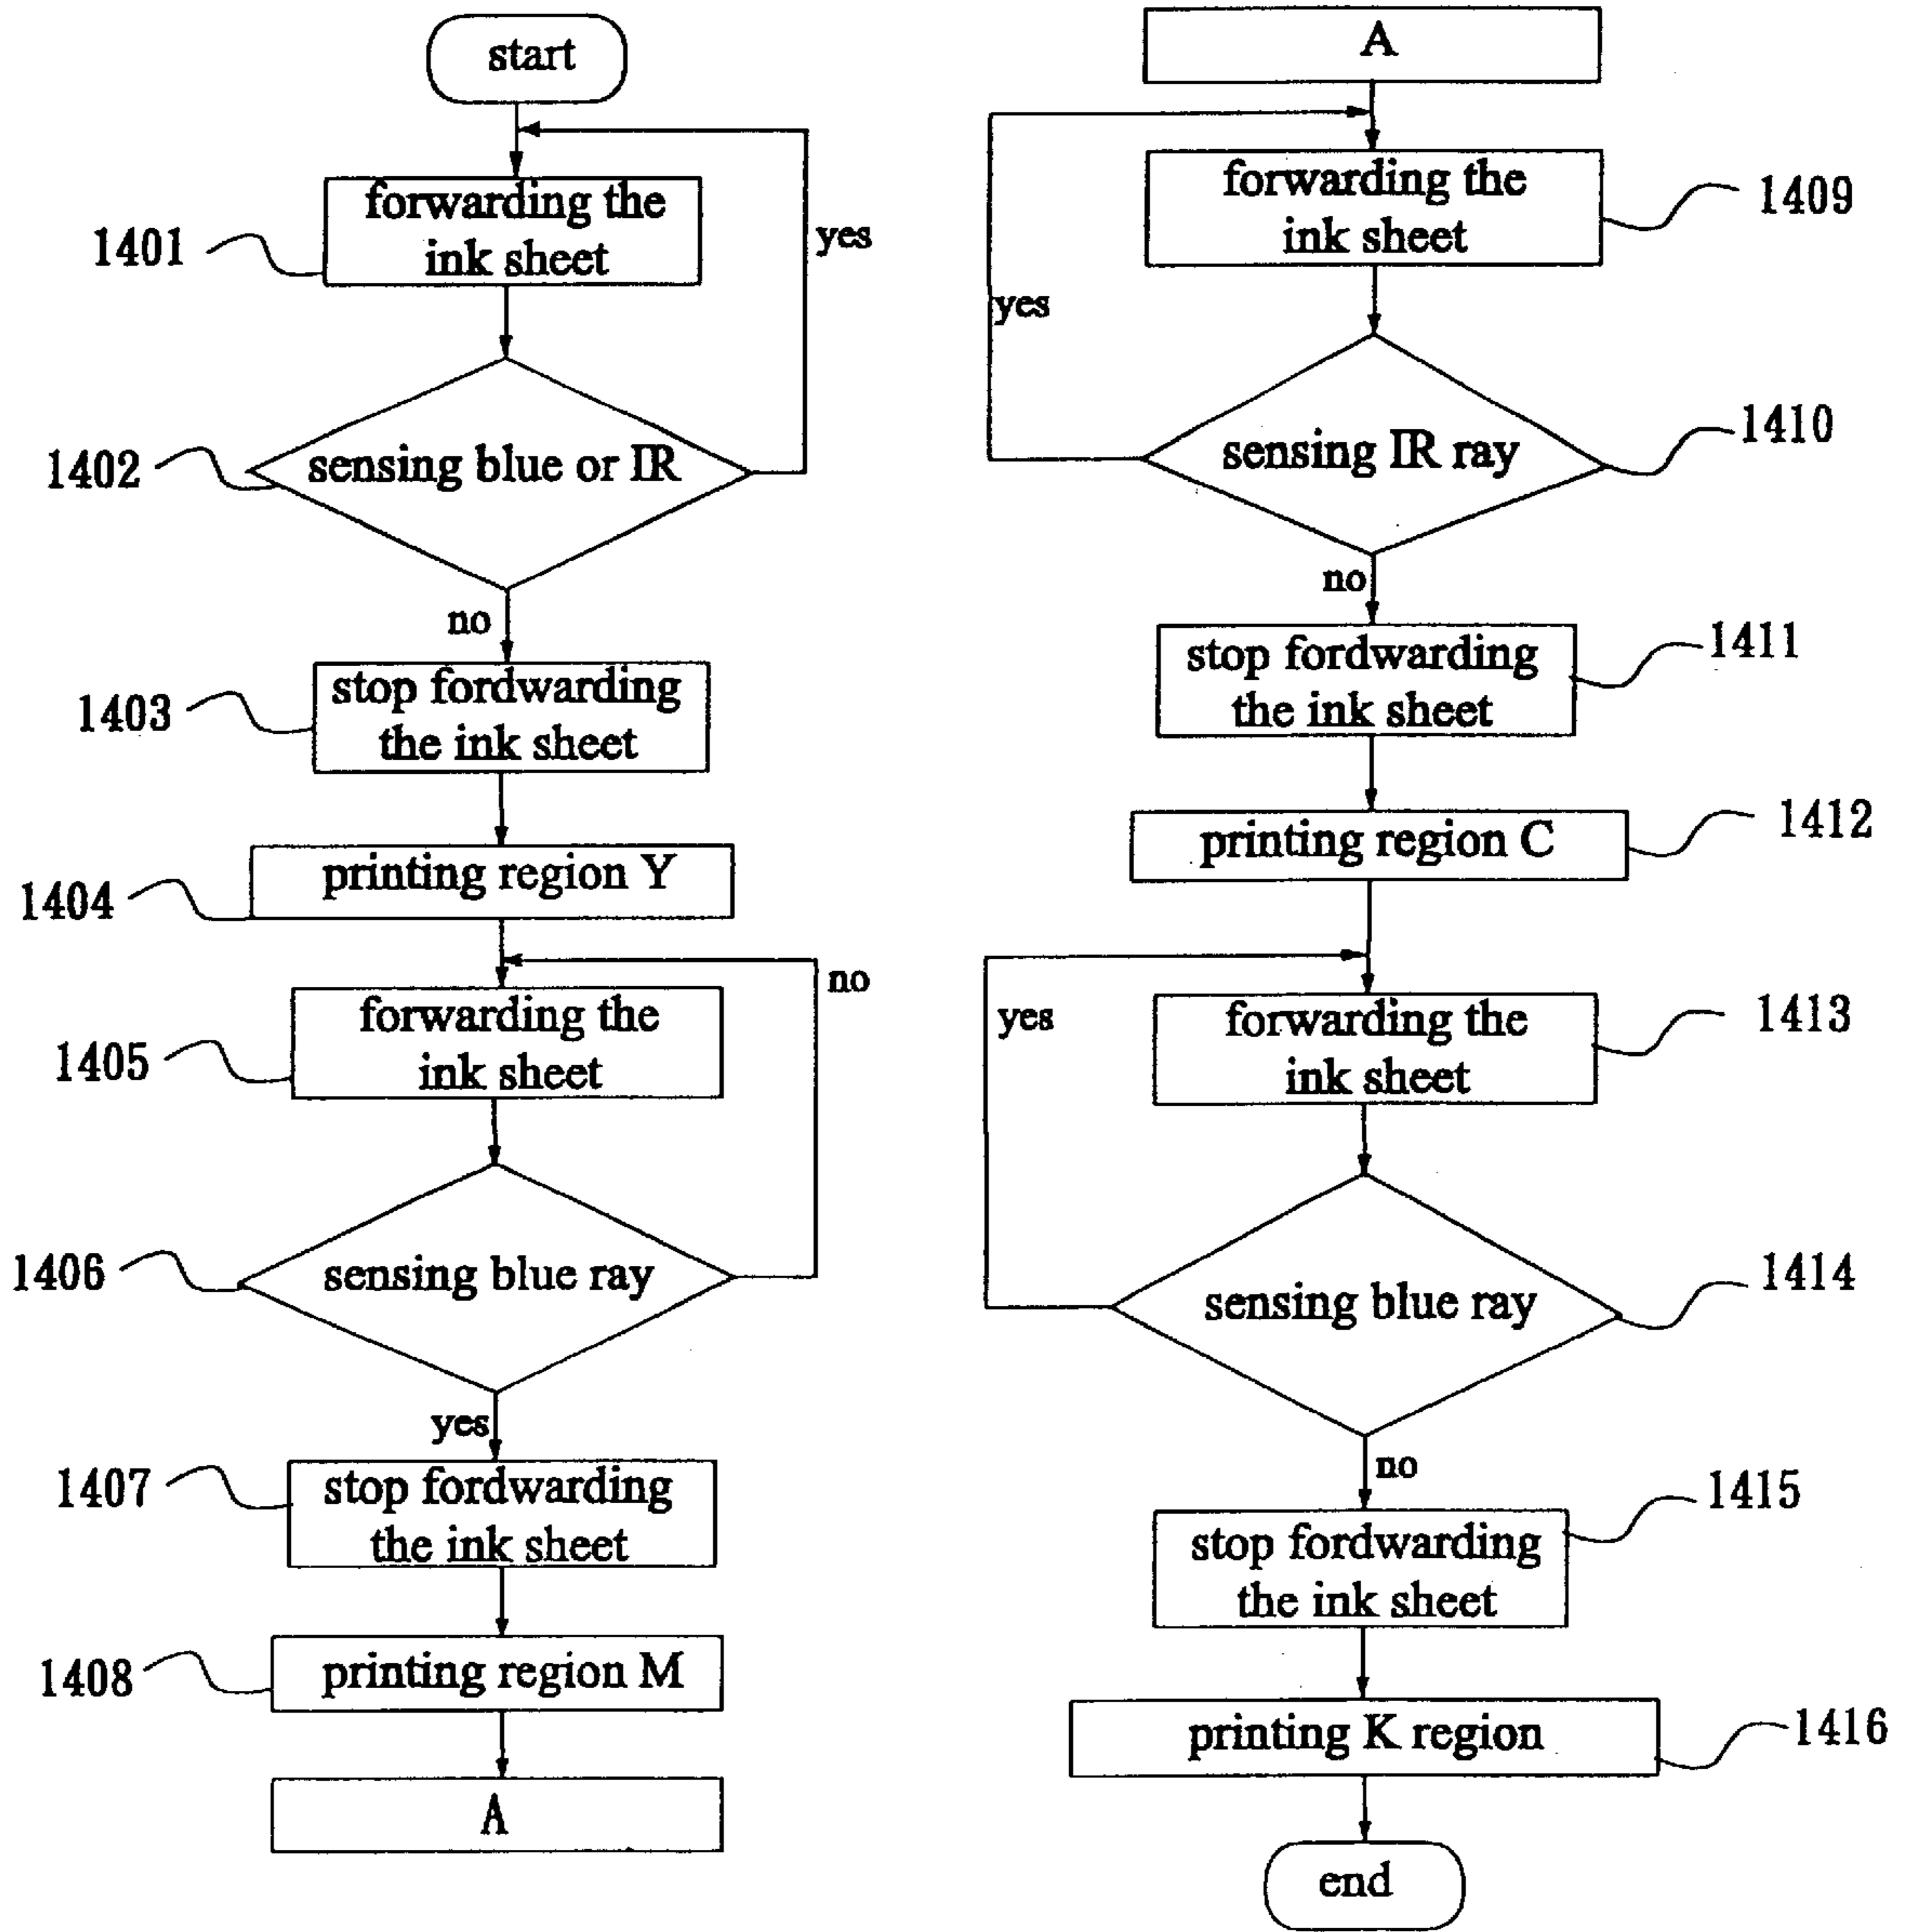 start
forwarding the
ink sheet
1401
yes
sensing blue or IR
1402
no
stop fordwarding
the ink sheet
1403
printing region Y
1404
no
forwarding the
ink sheet
1405
sensing blue ray
1406
yes
stop fordwarding
the ink sheet
1407
printing region M
1408
A
A
forwarding the
ink sheet
1409
yes
sensing IR ray
1410
no
stop fordwarding
the ink sheet
1411
printing region C
1412
yes
forwarding the
ink sheet
1413
sensing blue ray
1414
no
stop fordwarding
the ink sheet
1415
printing K region
1416
end